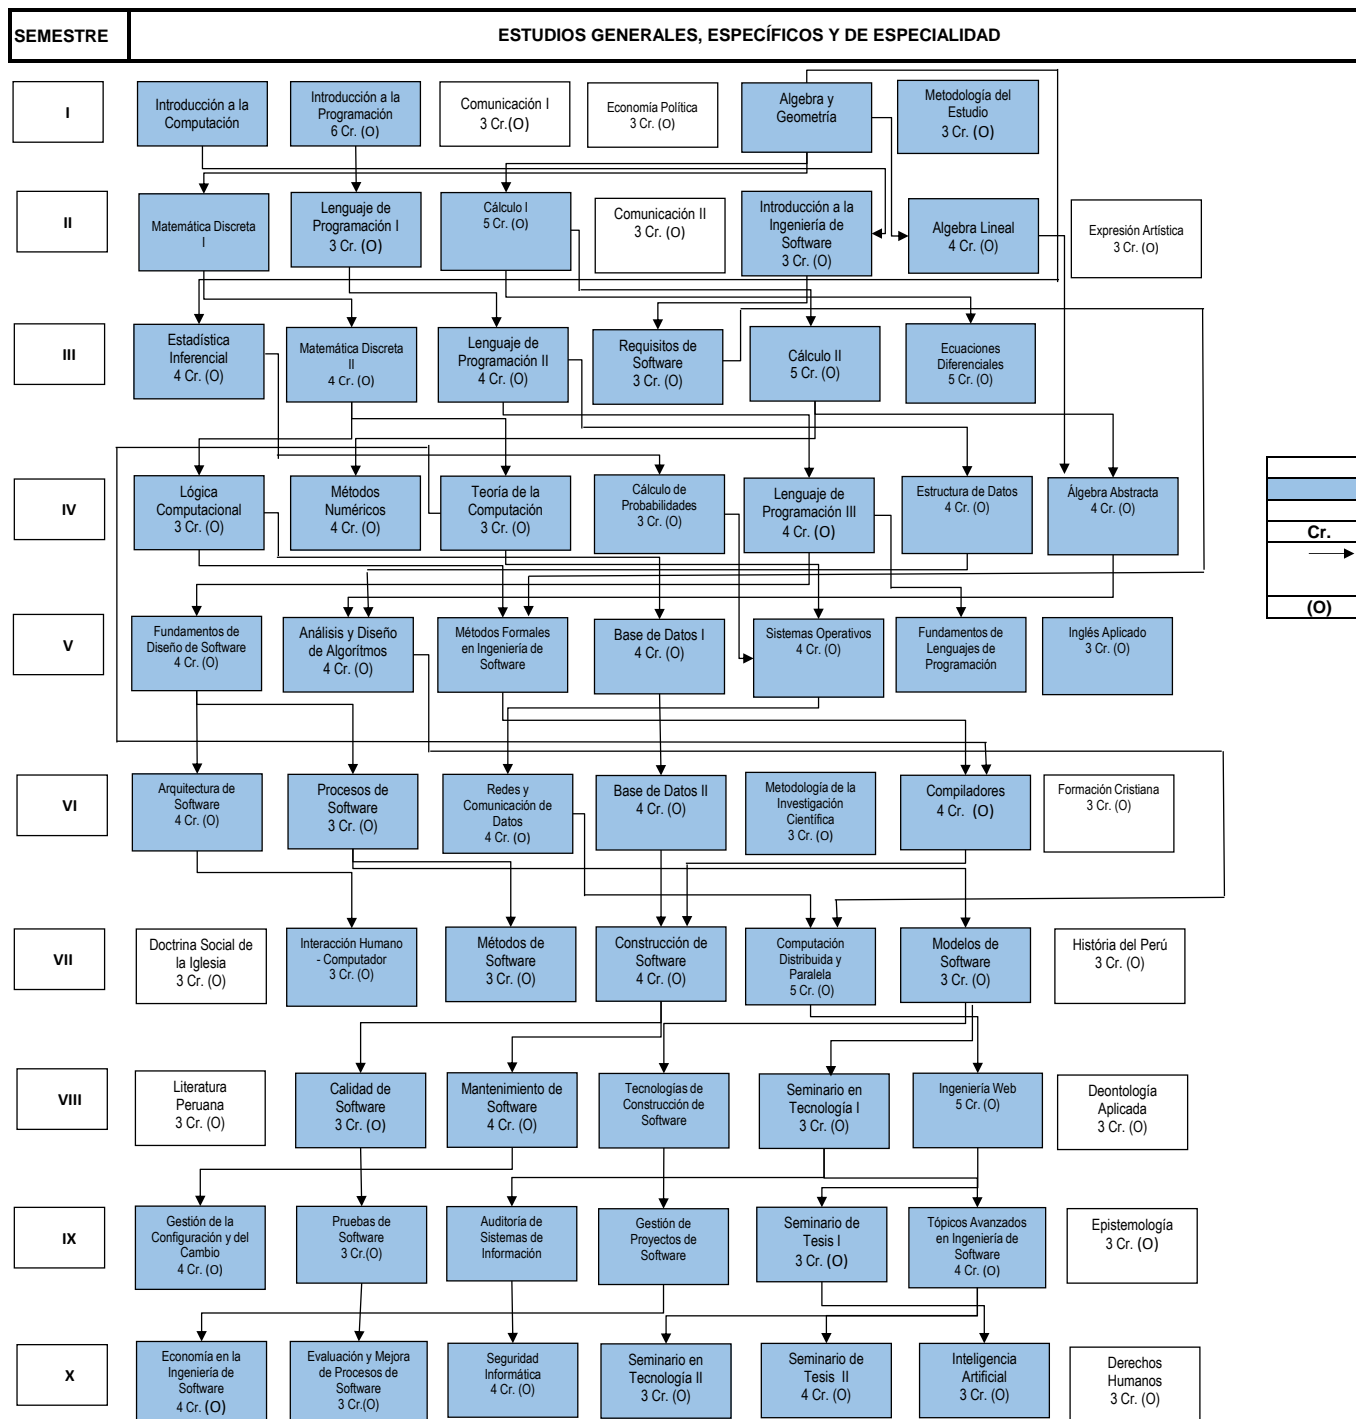 SEMESTRE
ESTUDIOS GENERALES, ESPECÍFICOS Y DE ESPECIALIDAD
I
Introducción a la
Computación
Introducción a la
Programación
6 Cr. (O)
Comunicación I
3 Cr.(O)
Economía Política
3 Cr. (O)
Algebra y
Geometría
Metodología del
Estudio
3 Cr. (O)
II
Matemática Discreta
I
Lenguaje de
Programación I
3 Cr. (O)
Cálculo I
5 Cr. (O)
Comunicación II
3 Cr. (O)
Introducción a la
Ingeniería de
Software
3 Cr. (O)
Algebra Lineal
4 Cr. (O)
Expresión Artística
3 Cr. (O)
III
Estadística
Inferencial
4 Cr. (O)
Matemática Discreta
II
4 Cr. (O)
Lenguaje de
Programación II
4 Cr. (O)
Requisitos de
Software
3 Cr. (O)
Cálculo II
5 Cr. (O)
Ecuaciones
Diferenciales
5 Cr. (O)
IV
Lógica
Computacional
3 Cr. (O)
Métodos
Numéricos
4 Cr. (O)
Teoría de la
Computación
3 Cr. (O)
Cálculo de
Probabilidades
3 Cr. (O)
Lenguaje de
Programación III
4 Cr. (O)
Estructura de Datos
4 Cr. (O)
Álgebra Abstracta
4 Cr. (O)
Cr.
(O)
V
Fundamentos de
Diseño de Software
4 Cr. (O)
Análisis y Diseño
de Algorítmos
4 Cr. (O)
Métodos Formales
en Ingeniería de
Software
Base de Datos I
4 Cr. (O)
Sistemas Operativos
4 Cr. (O)
Fundamentos de
Lenguajes de
Programación
Inglés Aplicado
3 Cr. (O)
VI
Arquitectura de
Software
4 Cr. (O)
Procesos de
Software
3 Cr. (O)
Redes y
Comunicación de
Datos
4 Cr. (O)
Base de Datos II
4 Cr. (O)
Metodología de la
Investigación
Científica
3 Cr. (O)
Compiladores
4 Cr. (O)
Formación Cristiana
3 Cr. (O)
VII
Doctrina Social de
la Iglesia
3 Cr. (O)
Interacción Humano
- Computador
3 Cr. (O)
Métodos de
Software
3 Cr. (O)
Construcción de
Software
4 Cr. (O)
Computación
Distribuida y
Paralela
5 Cr. (O)
Modelos de
Software
3 Cr. (O)
História del Perú
3 Cr. (O)
VIII
Literatura
Peruana
3 Cr. (O)
Calidad de
Software
3 Cr. (O)
Mantenimiento de
Software
4 Cr. (O)
Tecnologías de
Construcción de
Software
Seminario en
Tecnología I
3 Cr. (O)
Ingeniería Web
5 Cr. (O)
Deontología
Aplicada
3 Cr. (O)
IX
Gestión de la
Configuración y del
Cambio
4 Cr. (O)
Pruebas de
Software
3 Cr.(O)
Auditoría de
Sistemas de
Información
Gestión de
Proyectos de
Software
Seminario de
Tesis I
3 Cr. (O)
Tópicos Avanzados
en Ingeniería de
Software
4 Cr. (O)
Epistemología
3 Cr. (O)
X
Economía en la
Ingeniería de
Software
4 Cr. (O)
Evaluación y Mejora
de Procesos de
Software
3 Cr.(O)
Seguridad
Informática
4 Cr. (O)
Seminario en
Tecnología II
3 Cr. (O)
Seminario de
Tesis II
4 Cr. (O)
Inteligencia
Artificial
3 Cr. (O)
Derechos
Humanos
3 Cr. (O)